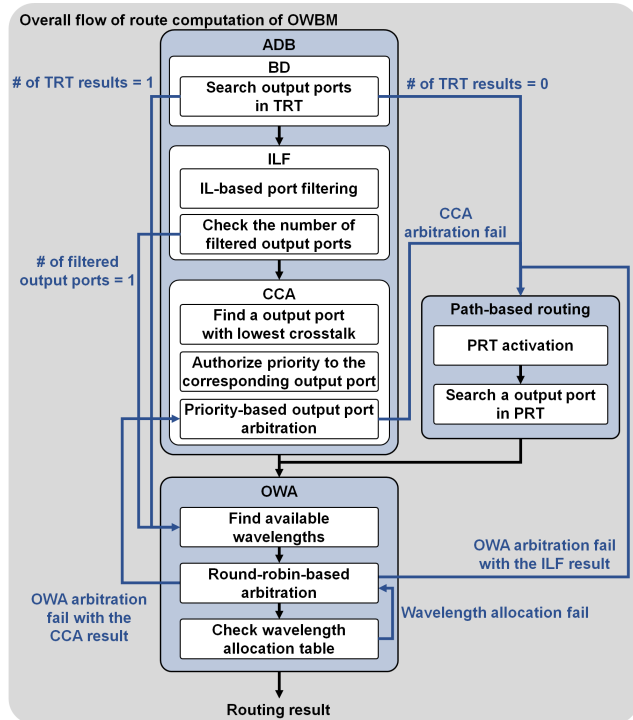 Overall flow of route computation of OWBM
ADB
BD
# of TRT results = 1
Search output ports
in TRT
# of TRT results = 0
ILF
IL-based port filtering
Check the number of
filtered output ports
CCA
arbitration fail
# of filtered
output ports = 1
CCA
Find a output port
with lowest crosstalk
Authorize priority to the
corresponding output port
Priority-based output port
arbitration
Path-based routing
PRT activation
Search a output port
in PRT
OWA
Find available
wavelengths
Round-robin-based
arbitration
Check wavelength
allocation table
OWA arbitration
fail with the
CCA result
OWA arbitration fail
with the ILF result
Wavelength allocation fail
Routing result